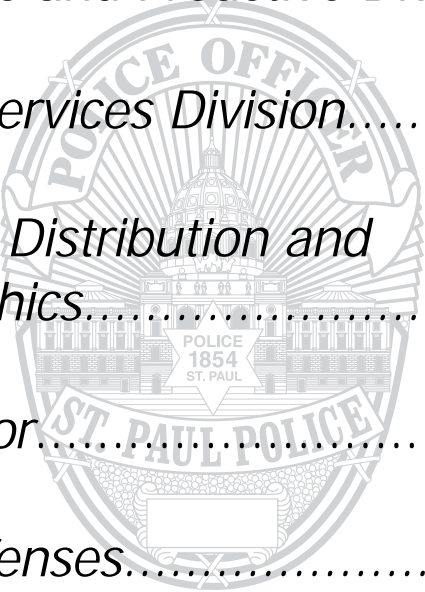 POLICE OFFICER
ervices Division.....
Distribution and
hics.....................
POLICE
1854
ST. PAUL
or..........................
ST. PAUL POLICE
enses....................